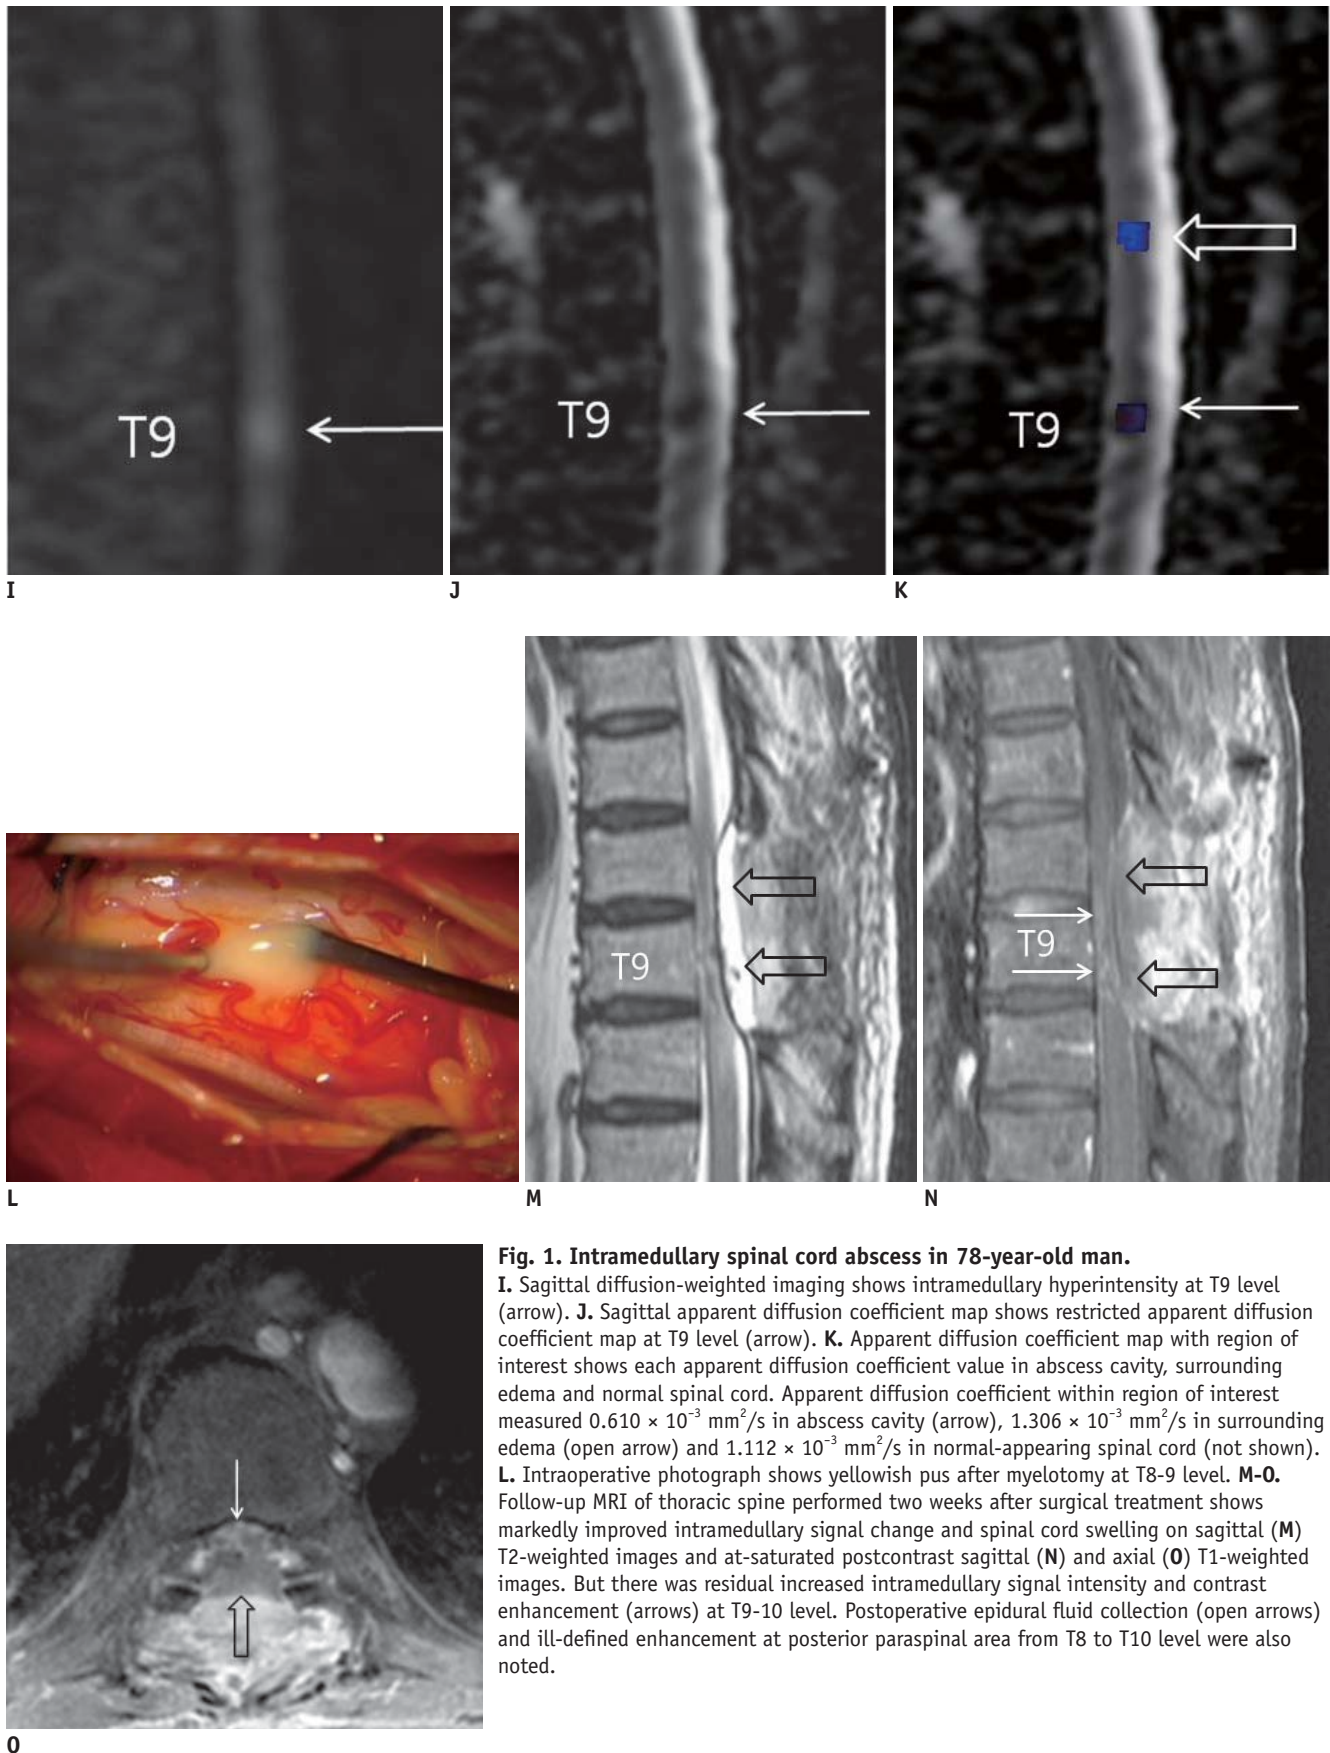 T9
T9
T9
I
J
K
T9
T9
L
M
N
Fig. 1. Intramedullary spinal cord abscess in 78-year-old man.
I. Sagittal diffusion-weighted imaging shows intramedullary hyperintensity at T9 level
(arrow). J. Sagittal apparent diffusion coefficient map shows restricted apparent diffusion
coefficient map at T9 level (arrow). K. Apparent diffusion coefficient map with region of
interest shows each apparent diffusion coefficient value in abscess cavity, surrounding
edema and normal spinal cord. Apparent diffusion coefficient within region of interest
measured 0.610 × 10⁻³ mm²/s in abscess cavity (arrow), 1.306 × 10⁻³ mm²/s in surrounding
edema (open arrow) and 1.112 × 10⁻³ mm²/s in normal-appearing spinal cord (not shown).
L. Intraoperative photograph shows yellowish pus after myelotomy at T8-9 level. M-O.
Follow-up MRI of thoracic spine performed two weeks after surgical treatment shows
markedly improved intramedullary signal change and spinal cord swelling on sagittal (M)
T2-weighted images and at-saturated postcontrast sagittal (N) and axial (O) T1-weighted
images. But there was residual increased intramedullary signal intensity and contrast
enhancement (arrows) at T9-10 level. Postoperative epidural fluid collection (open arrows)
and ill-defined enhancement at posterior paraspinal area from T8 to T10 level were also
noted.
O